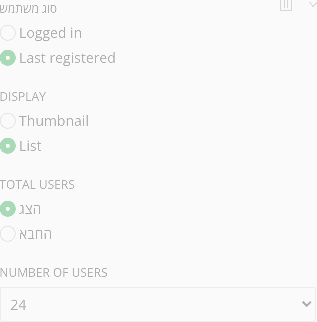 סוג משתמש
Logged in
Last registered
DISPLAY
Thumbnail
List
TOTAL USERS
הצג
החבא
NUMBER OF USERS
24